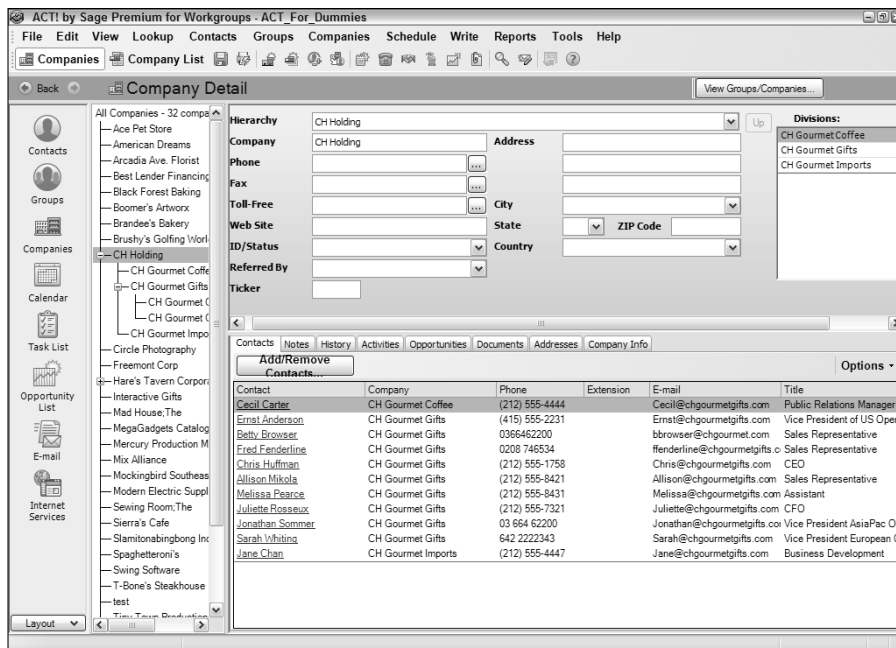 ACT! by Sage Premium for Workgroups - ACT_For_Dummies
File Edit View Lookup Contacts Groups Companies Schedule Write Reports Tools Help
Companies Company List
Back Company Detail View Groups/Companies...
Contacts
Groups
Companies
Calendar
Task List
Opportunity
List
E-mail
Internet
Services
Layout
All Companies - 32 compa
Ace Pet Store
American Dreams
Arcadia Ave. Florist
Best Lender Financing
Black Forest Baking
Boomer's Artworx
Brandee's Bakery
Brushy's Golfing Worl
CH Holding
CH Gourmet Coffe
CH Gourmet Gifts
CH Gourmet C
CH Gourmet C
CH Gourmet Impo
Circle Photography
Freemont Corp
Hare's Tavern Corpora
Interactive Gifts
Mad House;The
MegaGadgets Catalog
Mercury Production M
Mix Alliance
Mockingbird Southeas
Modern Electric Suppl
Sewing Room;The
Sierra's Cafe
Slamitonabingbong Inc
Spaghetteroni's
Swing Software
T-Bone's Steakhouse
test
Tiny Town Production
Hierarchy CH Holding Up
Company CH Holding Address
Phone ...
Fax ...
Toll-Free ... City
Web Site State ZIP Code
ID/Status Country
Referred By
Ticker
Divisions:
CH Gourmet Coffee
CH Gourmet Gifts
CH Gourmet Imports
Contacts Notes History Activities Opportunities Documents Addresses Company Info
Add/Remove
Contacts...
Options
Contact Company Phone Extension E-mail Title
Cecil Carter CH Gourmet Coffee (212) 555-4444 Cecil@chgourmetgifts.com Public Relations Manager
Ernst Anderson CH Gourmet Gifts (415) 555-2231 Ernst@chgourmetgifts.com Vice President of US Oper
Betty Browser CH Gourmet Gifts 0366462200 bbrowser@chgourmet.com Sales Representative
Fred Fenderline CH Gourmet Gifts 0208 746534 ffenderline@chgourmetgifts.c Sales Representative
Chris Huffman CH Gourmet Gifts (212) 555-1758 Chris@chgourmetgifts.com CEO
Allison Mikola CH Gourmet Gifts (212) 555-8421 Allison@chgourmetgifts.com Sales Representative
Melissa Pearce CH Gourmet Gifts (212) 555-8431 Melissa@chgourmetgifts.com Assistant
Juliette Rosseux CH Gourmet Gifts (212) 555-7321 Juliette@chgourmetgifts.com CFO
Jonathan Sommer CH Gourmet Gifts 03 664 62200 Jonathan@chgourmetgifts.co Vice President AsiaPac O
Sarah Whiting CH Gourmet Gifts 642 2222343 Sarah@chgourmetgifts.com Vice President European
Jane Chan CH Gourmet Imports (212) 555-4447 Jane@chgourmetgifts.com Business Development